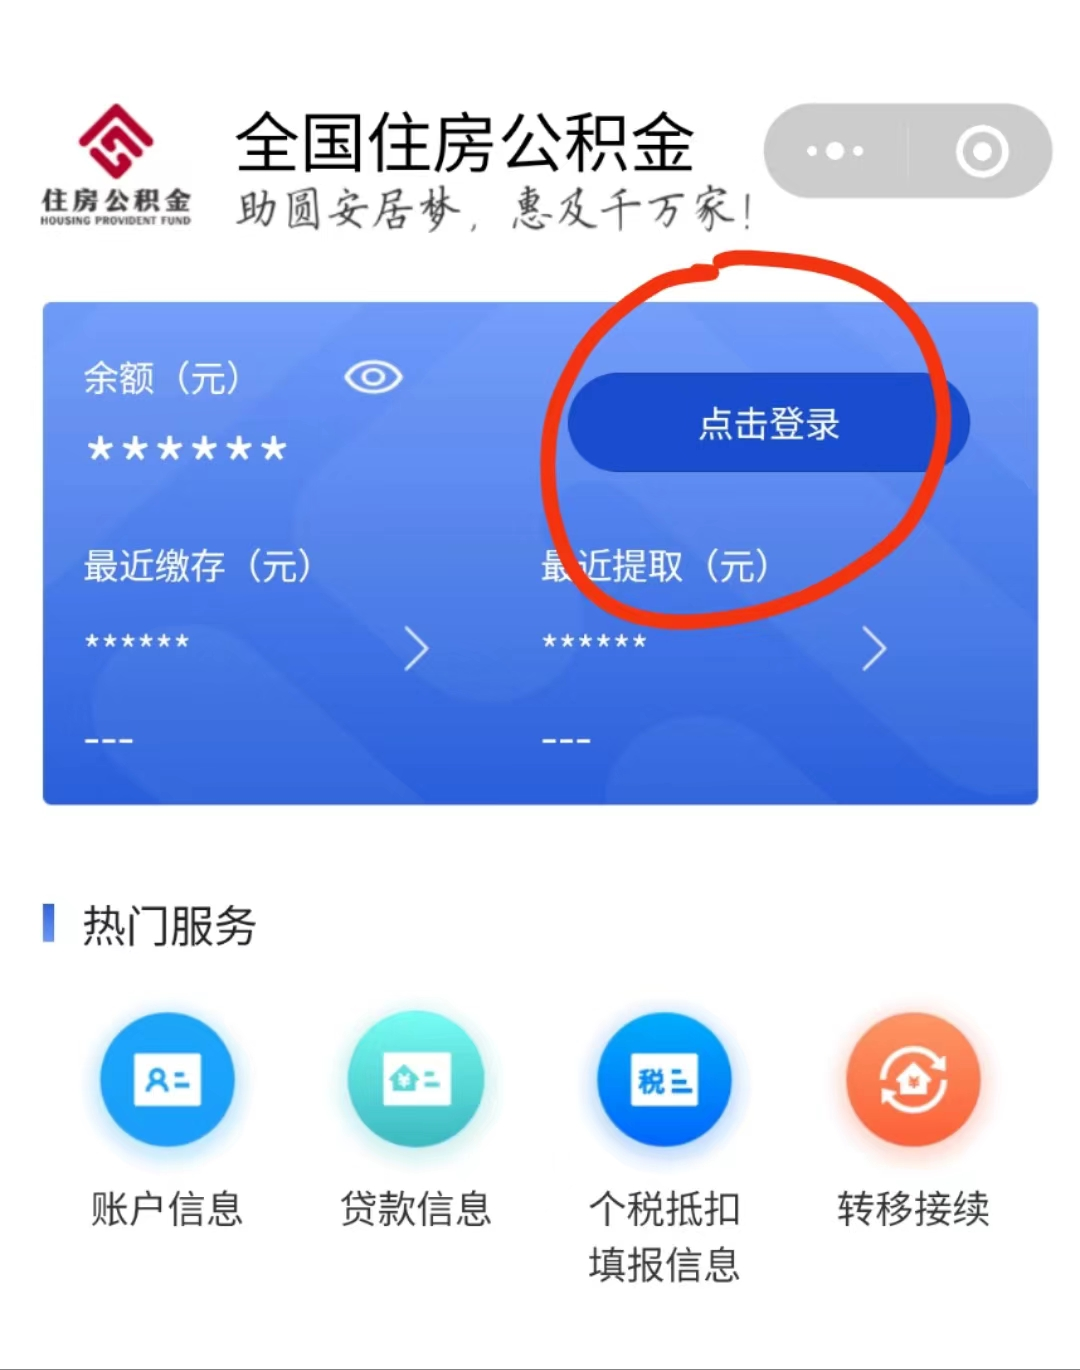 全国住房公积金
住房公积金
HOUSING PROVIDENT FUND
助圆安居梦，惠及千万家！
余额（元）
******
点击登录
最近缴存（元）
******
---
最近提取（元）
******
---
热门服务
账户信息
贷款信息
税
个税抵扣
填报信息
转移接续